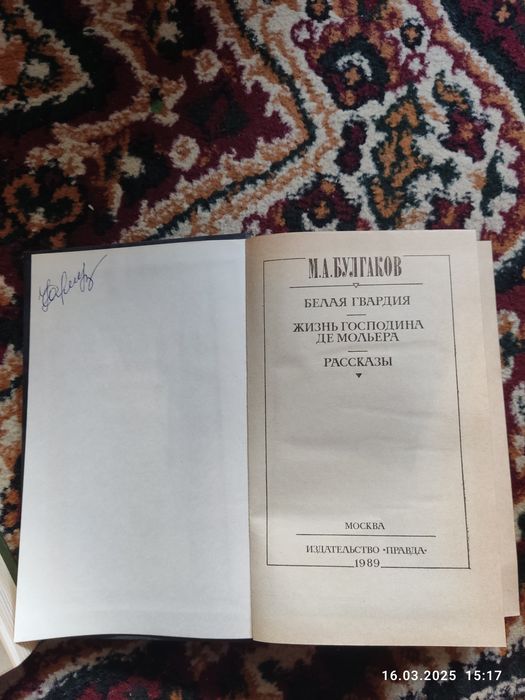 М.А.БУЛГАКОВ
БЕЛАЯ ГВАРДИЯ
ЖИЗНЬ ГОСПОДИНА
ДЕ МОЛЬЕРА
РАССКАЗЫ
МОСКВА
ИЗДАТЕЛЬСТВО «ПРАВДА»
1989
16.03.2025 15:17